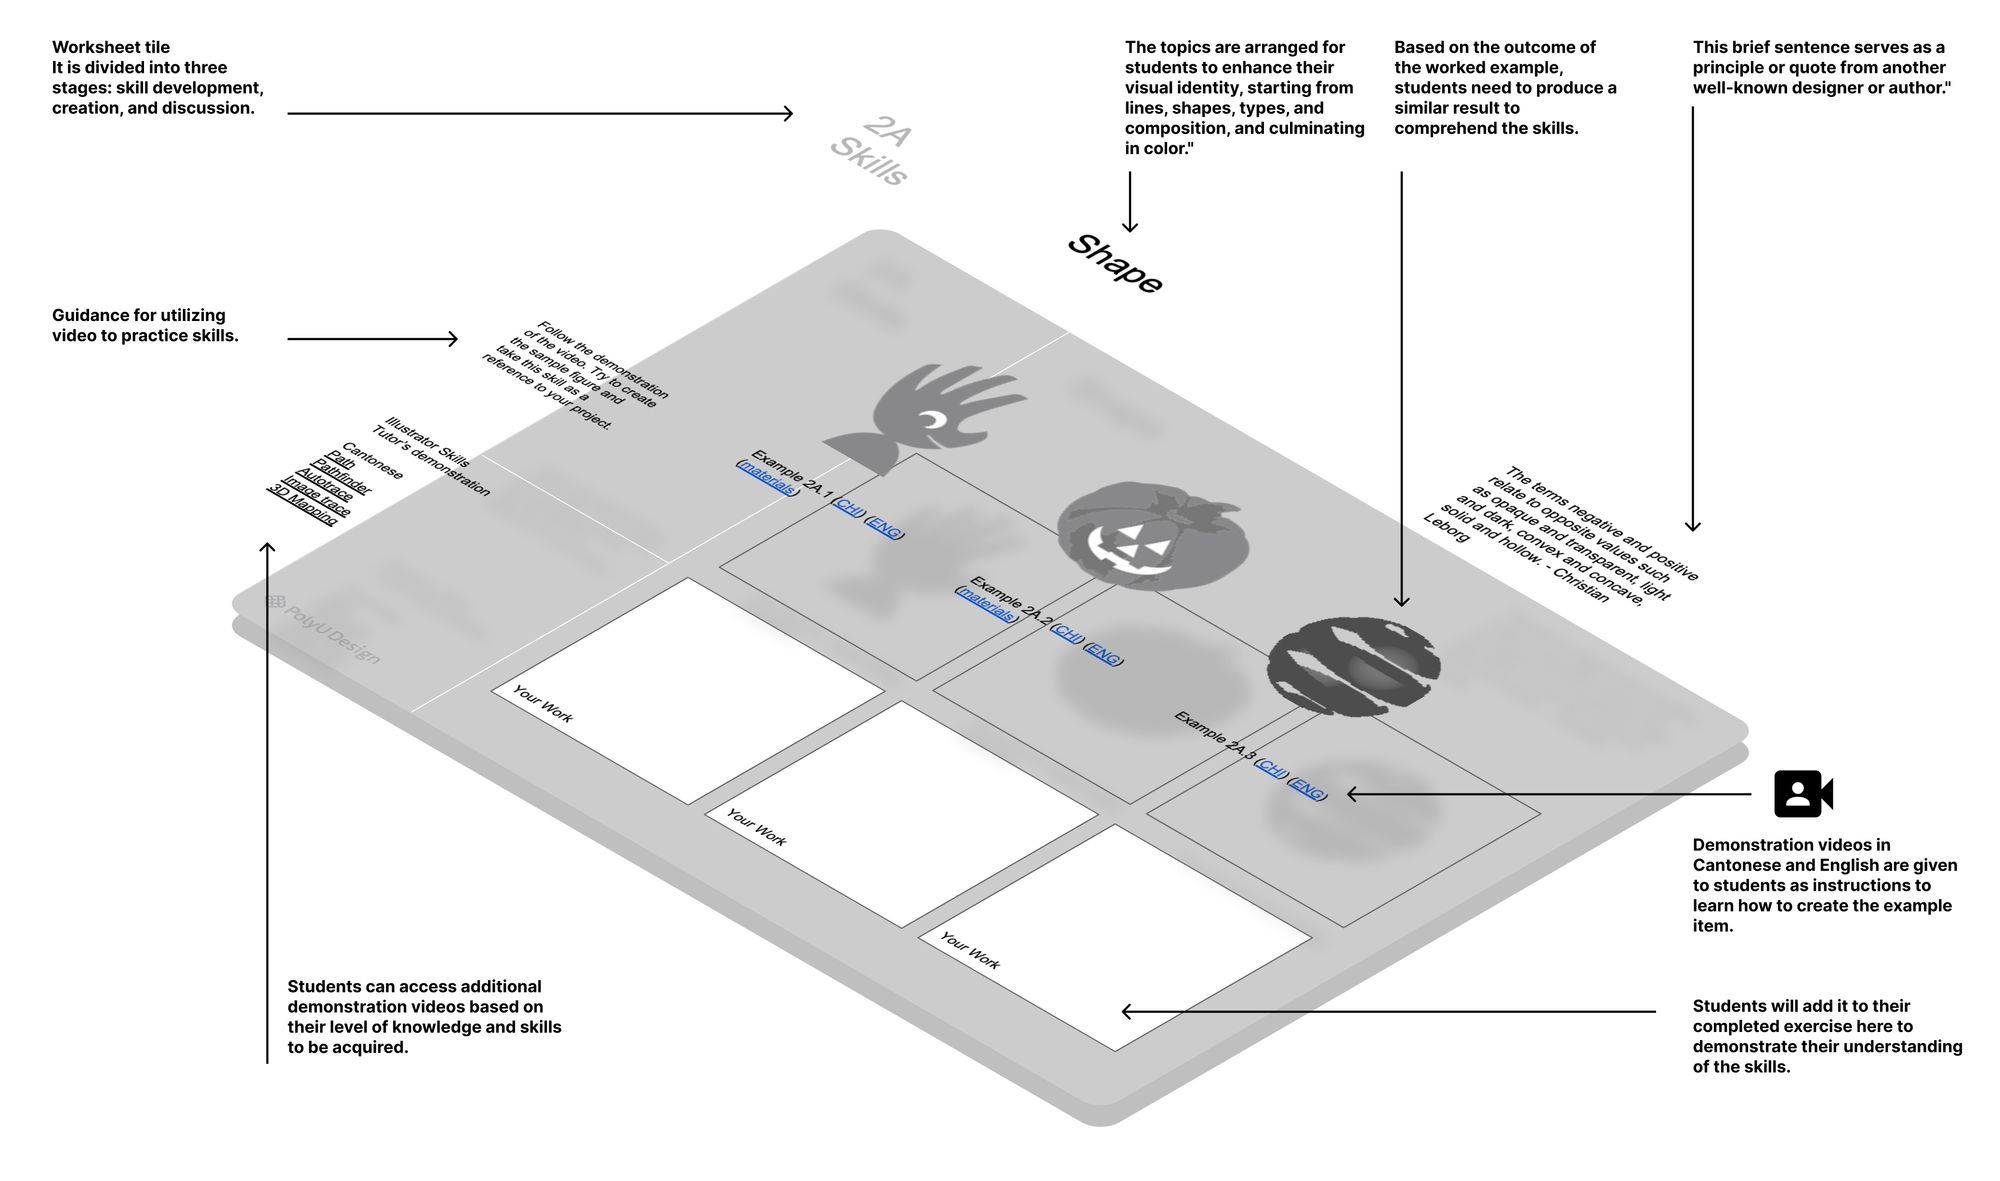 Worksheet tile
It is divided into three
stages: skill development,
creation, and discussion.
The topics are arranged for
students to enhance their
visual identity, starting from
lines, shapes, types, and
composition, and culminating
in color."
Based on the outcome of
the worked example,
students need to produce a
similar result to
comprehend the skills.
This brief sentence serves as a
principle or quote from another
well-known designer or author."
2A
Skills
Shape
Guidance for utilizing
video to practice skills.
Follow the demonstration
of the video. Try to create
the sample figure and
take this skill as a
reference to your project.
Illustrator Skills
Tutor's demonstration
Cantonese
Path
Pathfinder
Autotrace
Image trace
3D Mapping
Example 2A.1 (CHI) (ENG)
(materials)
Example 2A.2 (CHI) (ENG)
(materials)
Example 2A.3 (CHI) (ENG)
The terms negative and positive
relate to opposite values such
as opaque and transparent, light
and dark, convex and concave,
solid and hollow. - Christian
Leborg
PolyU Design
Your Work
Your Work
Your Work
Demonstration videos in
Cantonese and English are given
to students as instructions to
learn how to create the example
item.
Students can access additional
demonstration videos based on
their level of knowledge and skills
to be acquired.
Students will add it to their
completed exercise here to
demonstrate their understanding
of the skills.